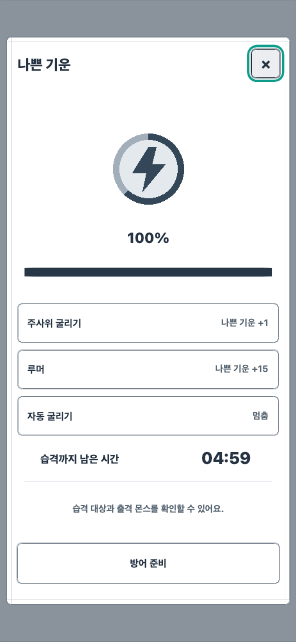 나쁜 기운
×
100%
주사위 굴리기 나쁜 기운 +1
루머 나쁜 기운 +15
자동 굴리기 멈춤
습격까지 남은 시간 04:59
습격 대상과 출격 몬스를 확인할 수 있어요.
방어 준비